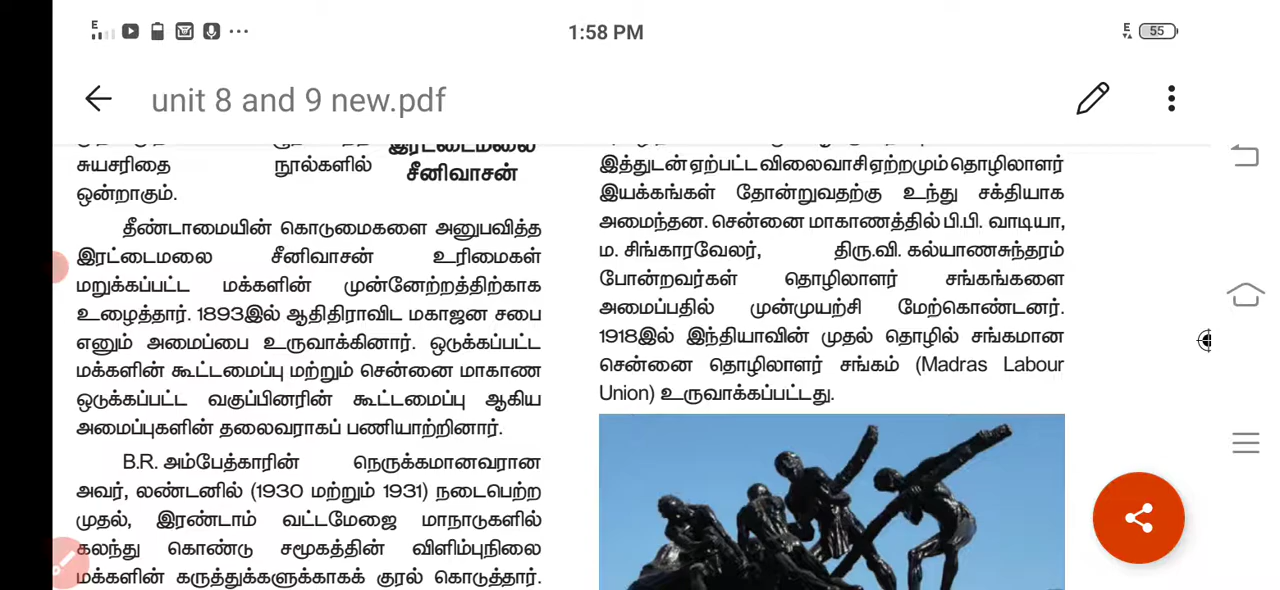 E
1:58 PM
E
55
unit 8 and 9 new.pdf
சுயசரிதை நூல்களில்
ஒன்றாகும்.
இரட்டைமலை
சீனிவாசன்
தீண்டாமையின் கொடுமைகளை அனுபவித்த
இரட்டைமலை சீனிவாசன் உரிமைகள்
மறுக்கப்பட்ட மக்களின் முன்னேற்றத்திற்காக
உழைத்தார். 1893இல் ஆதிதிராவிட மகாஜன சபை
எனும் அமைப்பை உருவாக்கினார். ஒடுக்கப்பட்ட
மக்களின் கூட்டமைப்பு மற்றும் சென்னை மாகாண
ஒடுக்கப்பட்ட வகுப்பினரின் கூட்டமைப்பு ஆகிய
அமைப்புகளின் தலைவராகப் பணியாற்றினார்.
B.R. அம்பேத்காரின் நெருக்கமானவரான
அவர், லண்டனில் (1930 மற்றும் 1931) நடைபெற்ற
முதல், இரண்டாம் வட்டமேஜை மாநாடுகளில்
கலந்து கொண்டு சமூகத்தின் விளிம்புநிலை
மக்களின் கருத்துக்களுக்காகக் குரல் கொடுத்தார்.
இத்துடன் ஏற்பட்ட விலைவாசி ஏற்றமும் தொழிலாளர்
இயக்கங்கள் தோன்றுவதற்கு உந்து சக்தியாக
அமைந்தன. சென்னை மாகாணத்தில் பி.பி. வாடியா,
ம. சிங்காரவேலர், திரு.வி. கல்யாணசுந்தரம்
போன்றவர்கள் தொழிலாளர் சங்கங்களை
அமைப்பதில் முன்முயற்சி மேற்கொண்டனர்.
1918இல் இந்தியாவின் முதல் தொழில் சங்கமான
சென்னை தொழிலாளர் சங்கம் (Madras Labour
Union) உருவாக்கப்பட்டது.